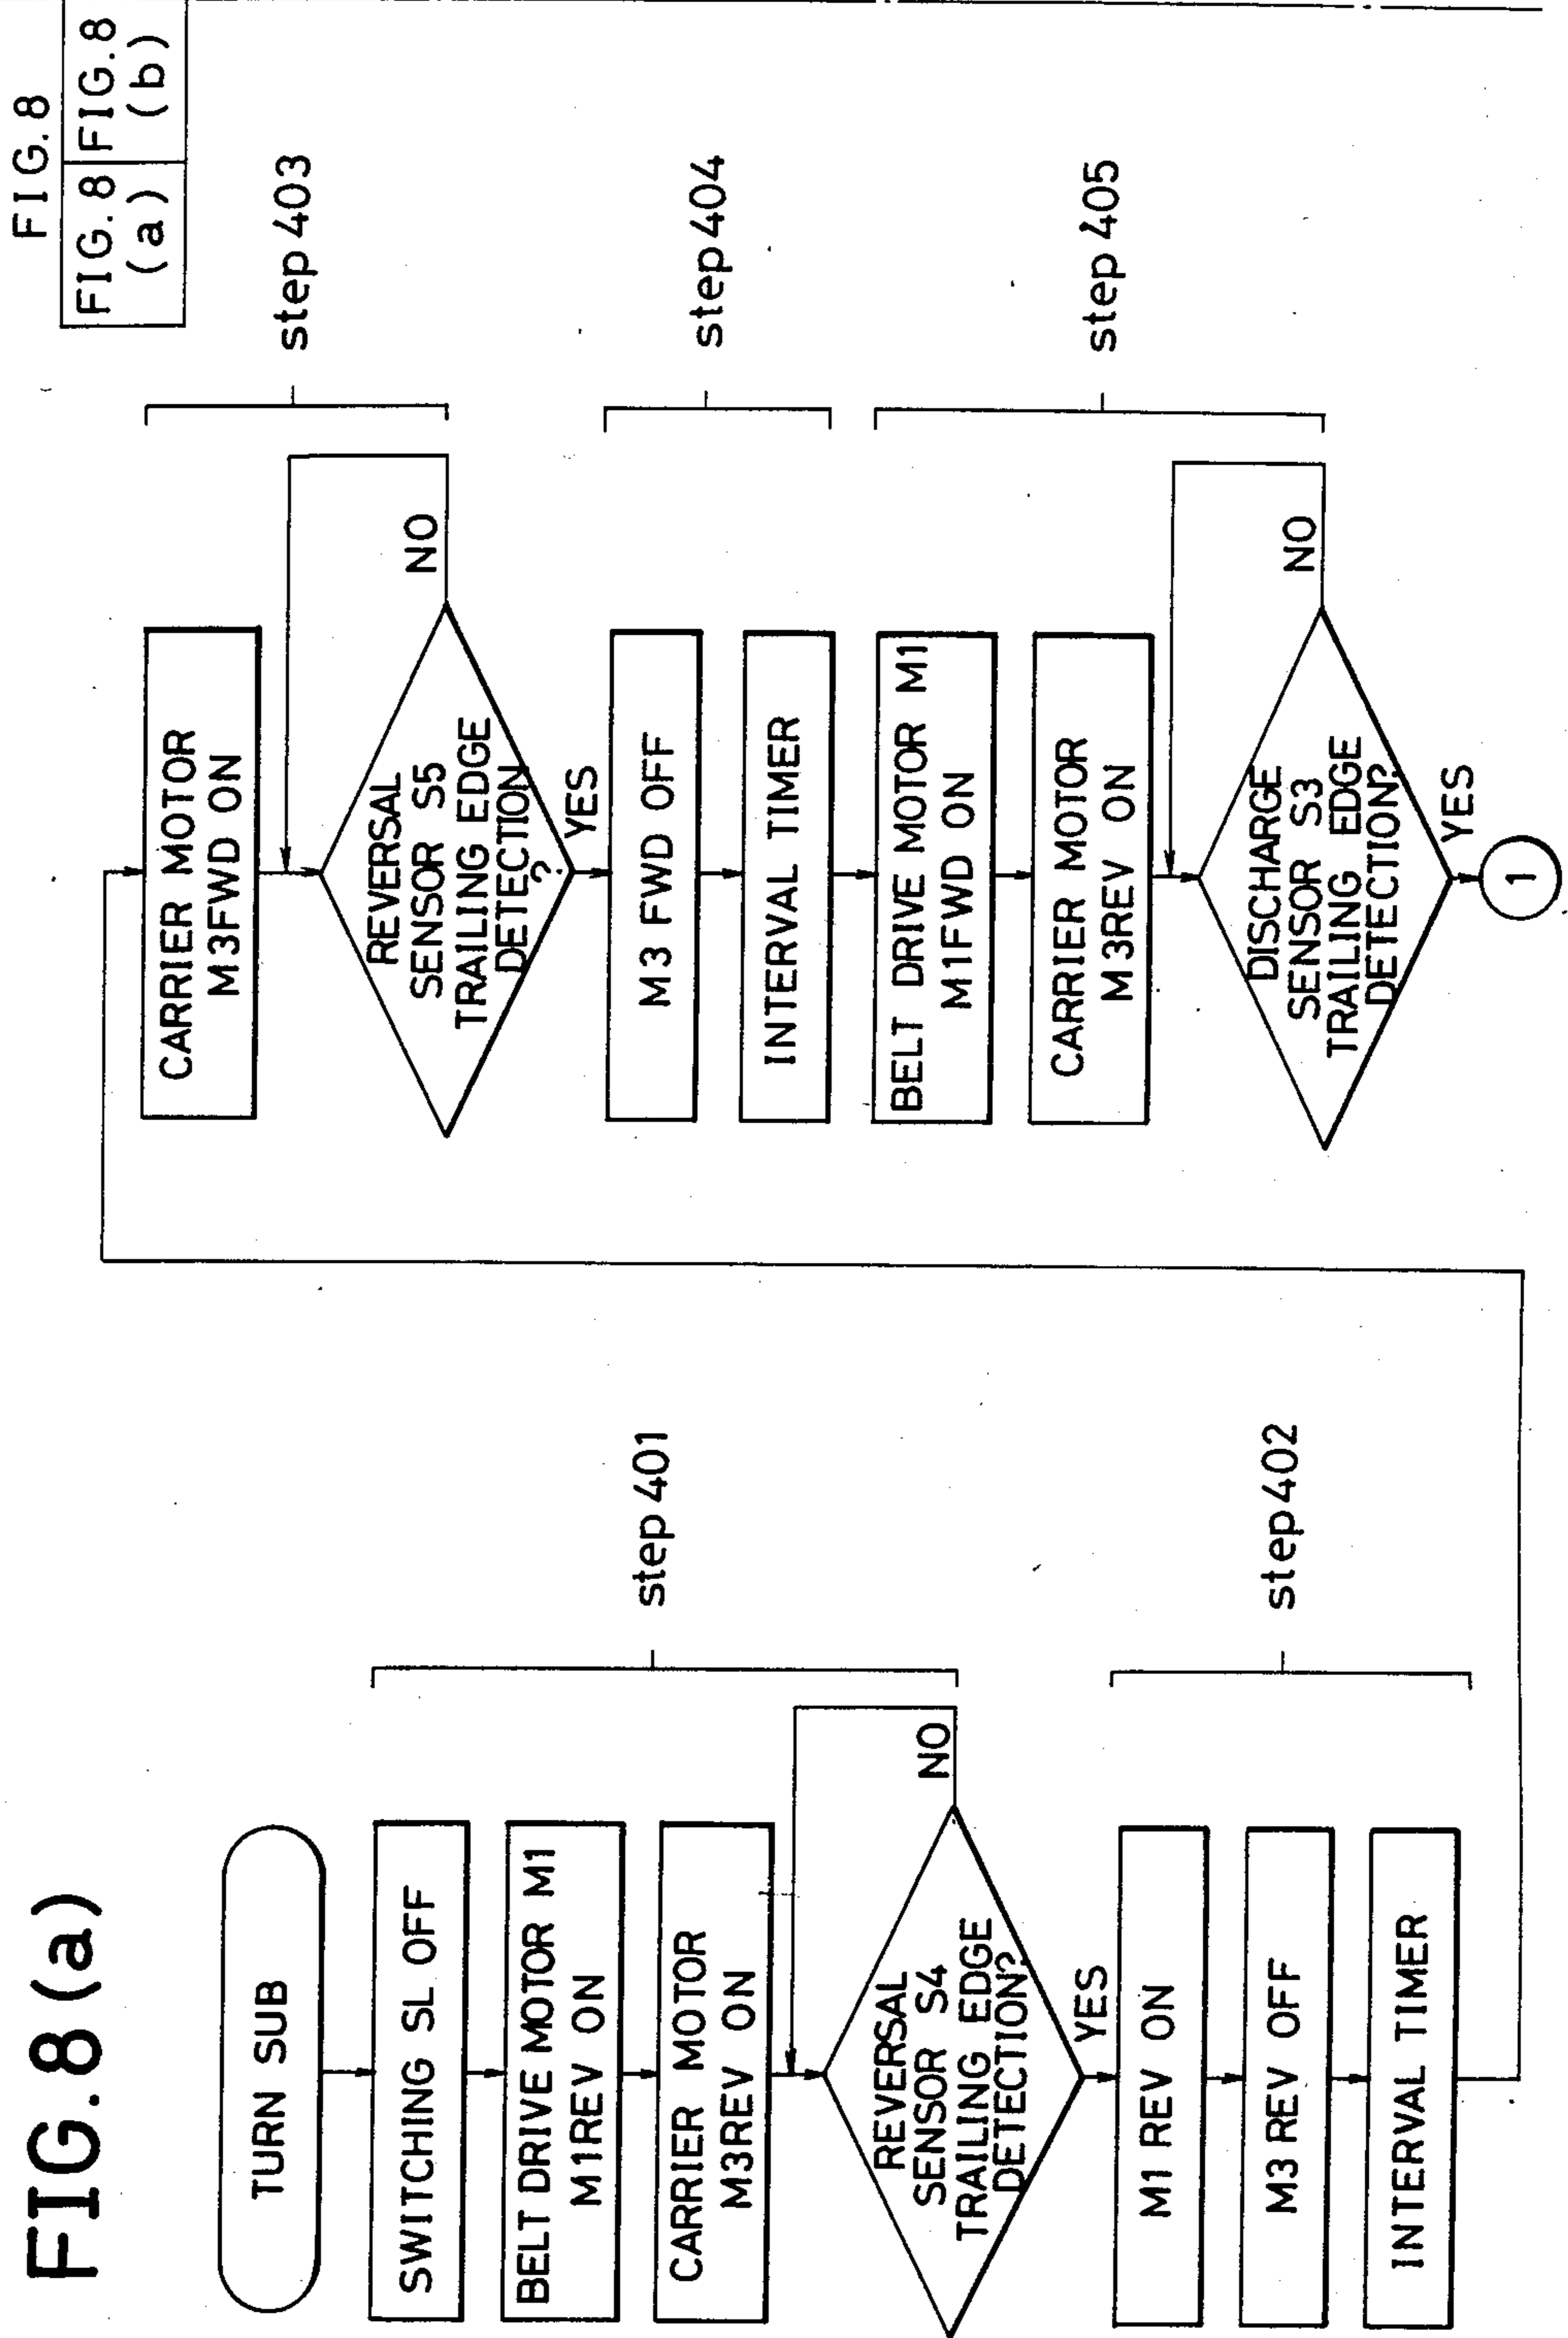 FIG.8 (a)
TURN SUB
SWITCHING SL OFF
BELT DRIVE MOTOR M1
M1REV ON
CARRIER MOTOR
M3REV ON
REVERSAL
SENSOR S4
TRAILING EDGE
DETECTION?
NO
YES
M1 REV ON
M3 REV OFF
INTERVAL TIMER
step 401
step 402
FIG.8
FIG.8
(a)
FIG.8
(b)
CARRIER MOTOR
M3FWD ON
REVERSAL
SENSOR S5
TRAILING EDGE
DETECTION
?
NO
YES
M3 FWD OFF
INTERVAL TIMER
BELT DRIVE MOTOR M1
M1FWD ON
CARRIER MOTOR
M3REV ON
DISCHARGE
SENSOR S3
TRAILING EDGE
DETECTION?
NO
YES
1
step 403
step 404
step 405